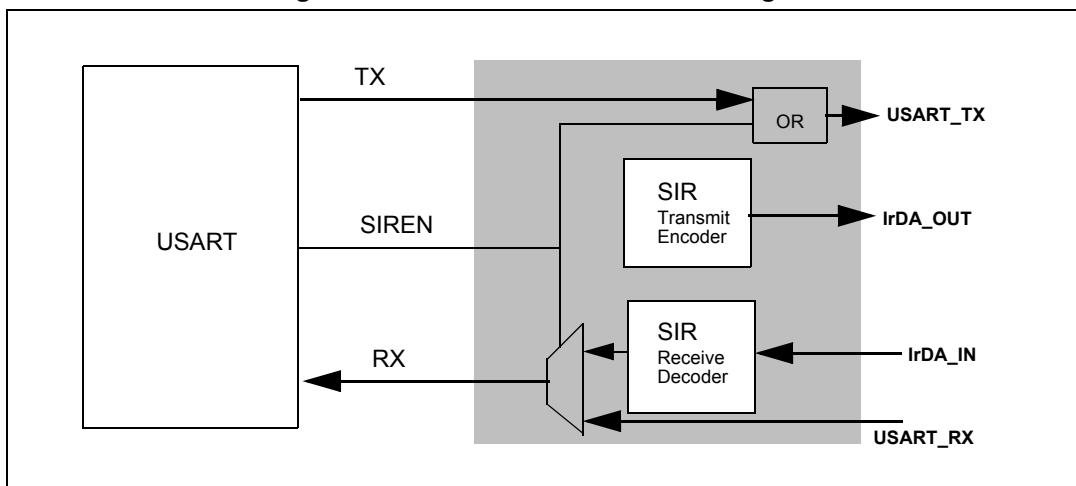 TX
OR
USART_TX
SIR
Transmit
Encoder
IrDA_OUT
USART
SIREN
SIR
Receive
Decoder
IrDA_IN
RX
USART_RX